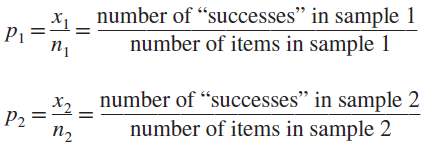 p₁ = x₁/n₁ = number of “successes” in sample 1 / number of items in sample 1
p₂ = x₂/n₂ = number of “successes” in sample 2 / number of items in sample 2